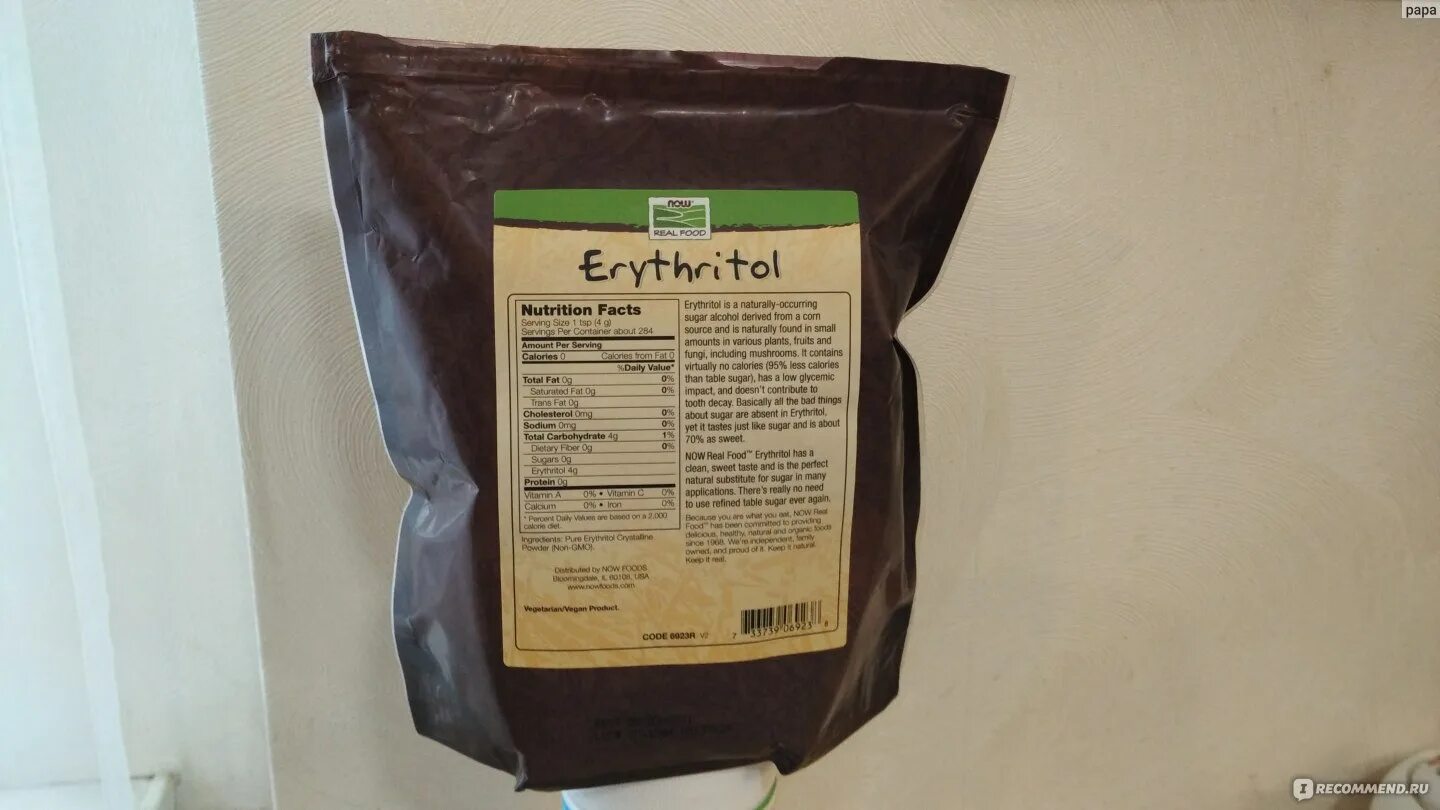 papa
NOW®
REAL FOOD
Erythritol
Nutrition Facts
Serving Size 1 tsp (4 g)
Servings Per Container about 284
Amount Per Serving
Calories 0 Calories from Fat 0
%Daily Value*
Total Fat 0g 0%
Saturated Fat 0g 0%
Trans Fat 0g
Cholesterol 0mg 0%
Sodium 0mg 0%
Total Carbohydrate 4g 1%
Dietary Fiber 0g 0%
Sugars 0g
Erythritol 4g
Protein 0g
Vitamin A 0% • Vitamin C 0%
Calcium 0% • Iron 0%
* Percent Daily Values are based on a 2,000
calorie diet.
Ingredients: Pure Erythritol Crystalline
Powder (Non-GMO).
Distributed by NOW FOODS
Bloomingdale, IL 60108, USA
www.nowfoods.com
Vegetarian/Vegan Product.
Erythritol is a naturally-occurring
sugar alcohol derived from a corn
source and is naturally found in small
amounts in various plants, fruits and
fungi, including mushrooms. It contains
virtually no calories (95% less calories
than table sugar), has a low glycemic
impact, and doesn't contribute to
tooth decay. Basically all the bad things
about sugar are absent in Erythritol,
yet it tastes just like sugar and is about
70% as sweet.
NOW Real Food™ Erythritol has a
clean, sweet taste and is the perfect
natural substitute for sugar in many
applications. There's really no need
to use refined table sugar ever again.
Because you are what you eat, NOW Real
Food™ has been committed to providing
delicious, healthy, natural and organic foods
since 1968. We're independent, family
owned, and proud of it. Keep it natural.
Keep it real.
CODE 6923R V2
7 33739 06923 8
IRECOMMEND.RU